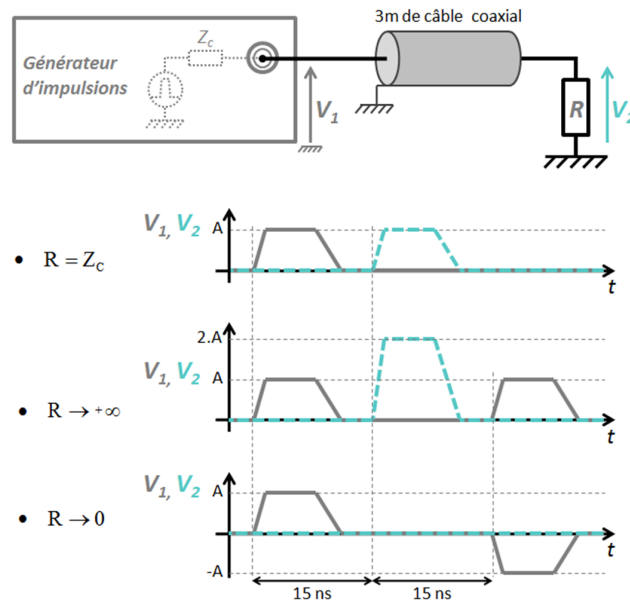 3m de câble coaxial
Zc
Générateur
d'impulsions
V1
R
V2
V1, V2
A
• R = Zc
t
2.A
V1, V2
A
• R → +∞
t
V1, V2
A
• R → 0
t
-A
15 ns
15 ns